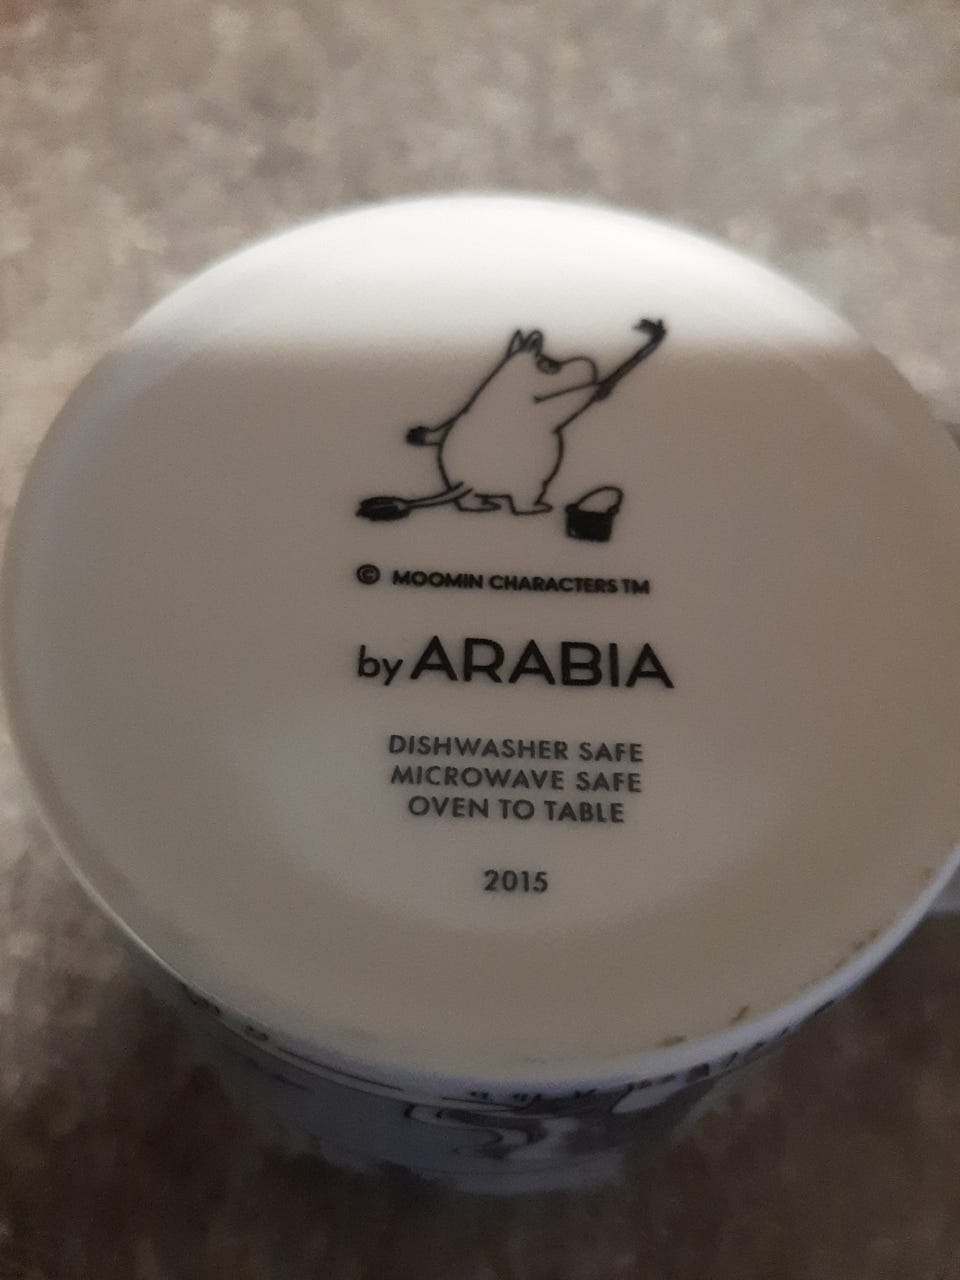 © MOOMIN CHARACTERS TM
by ARABIA
DISHWASHER SAFE
MICROWAVE SAFE
OVEN TO TABLE
2015